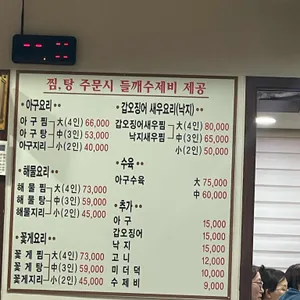 찜,탕 주문시 들깨수제비 제공
·아구요리··
아구찜 大(4인) 66,000
아구탕 中(3인) 53,000
아구지리 小(2인) 40,000
·해물요리··
해물찜 大(4인) 73,000
해물탕 中(3인) 59,000
해물지리 小(2인) 45,000
·꽃게요리··
꽃게찜 大(4인) 73,000
꽃게탕 中(3인) 59,000
꽃게지리 小(2인) 45,000
·갑오징어 새우요리(낙지)
갑오징어새우찜 大(4인) 80,000
낙지새우찜 中(3인) 65,000
小(2인) 50,000
·수육··
아구수육 大 75,000
中 60,000
·추가··
아구 15,000
갑오징어 15,000
낙지 15,000
고니 12,000
미더덕 10,000
수제비 9,000